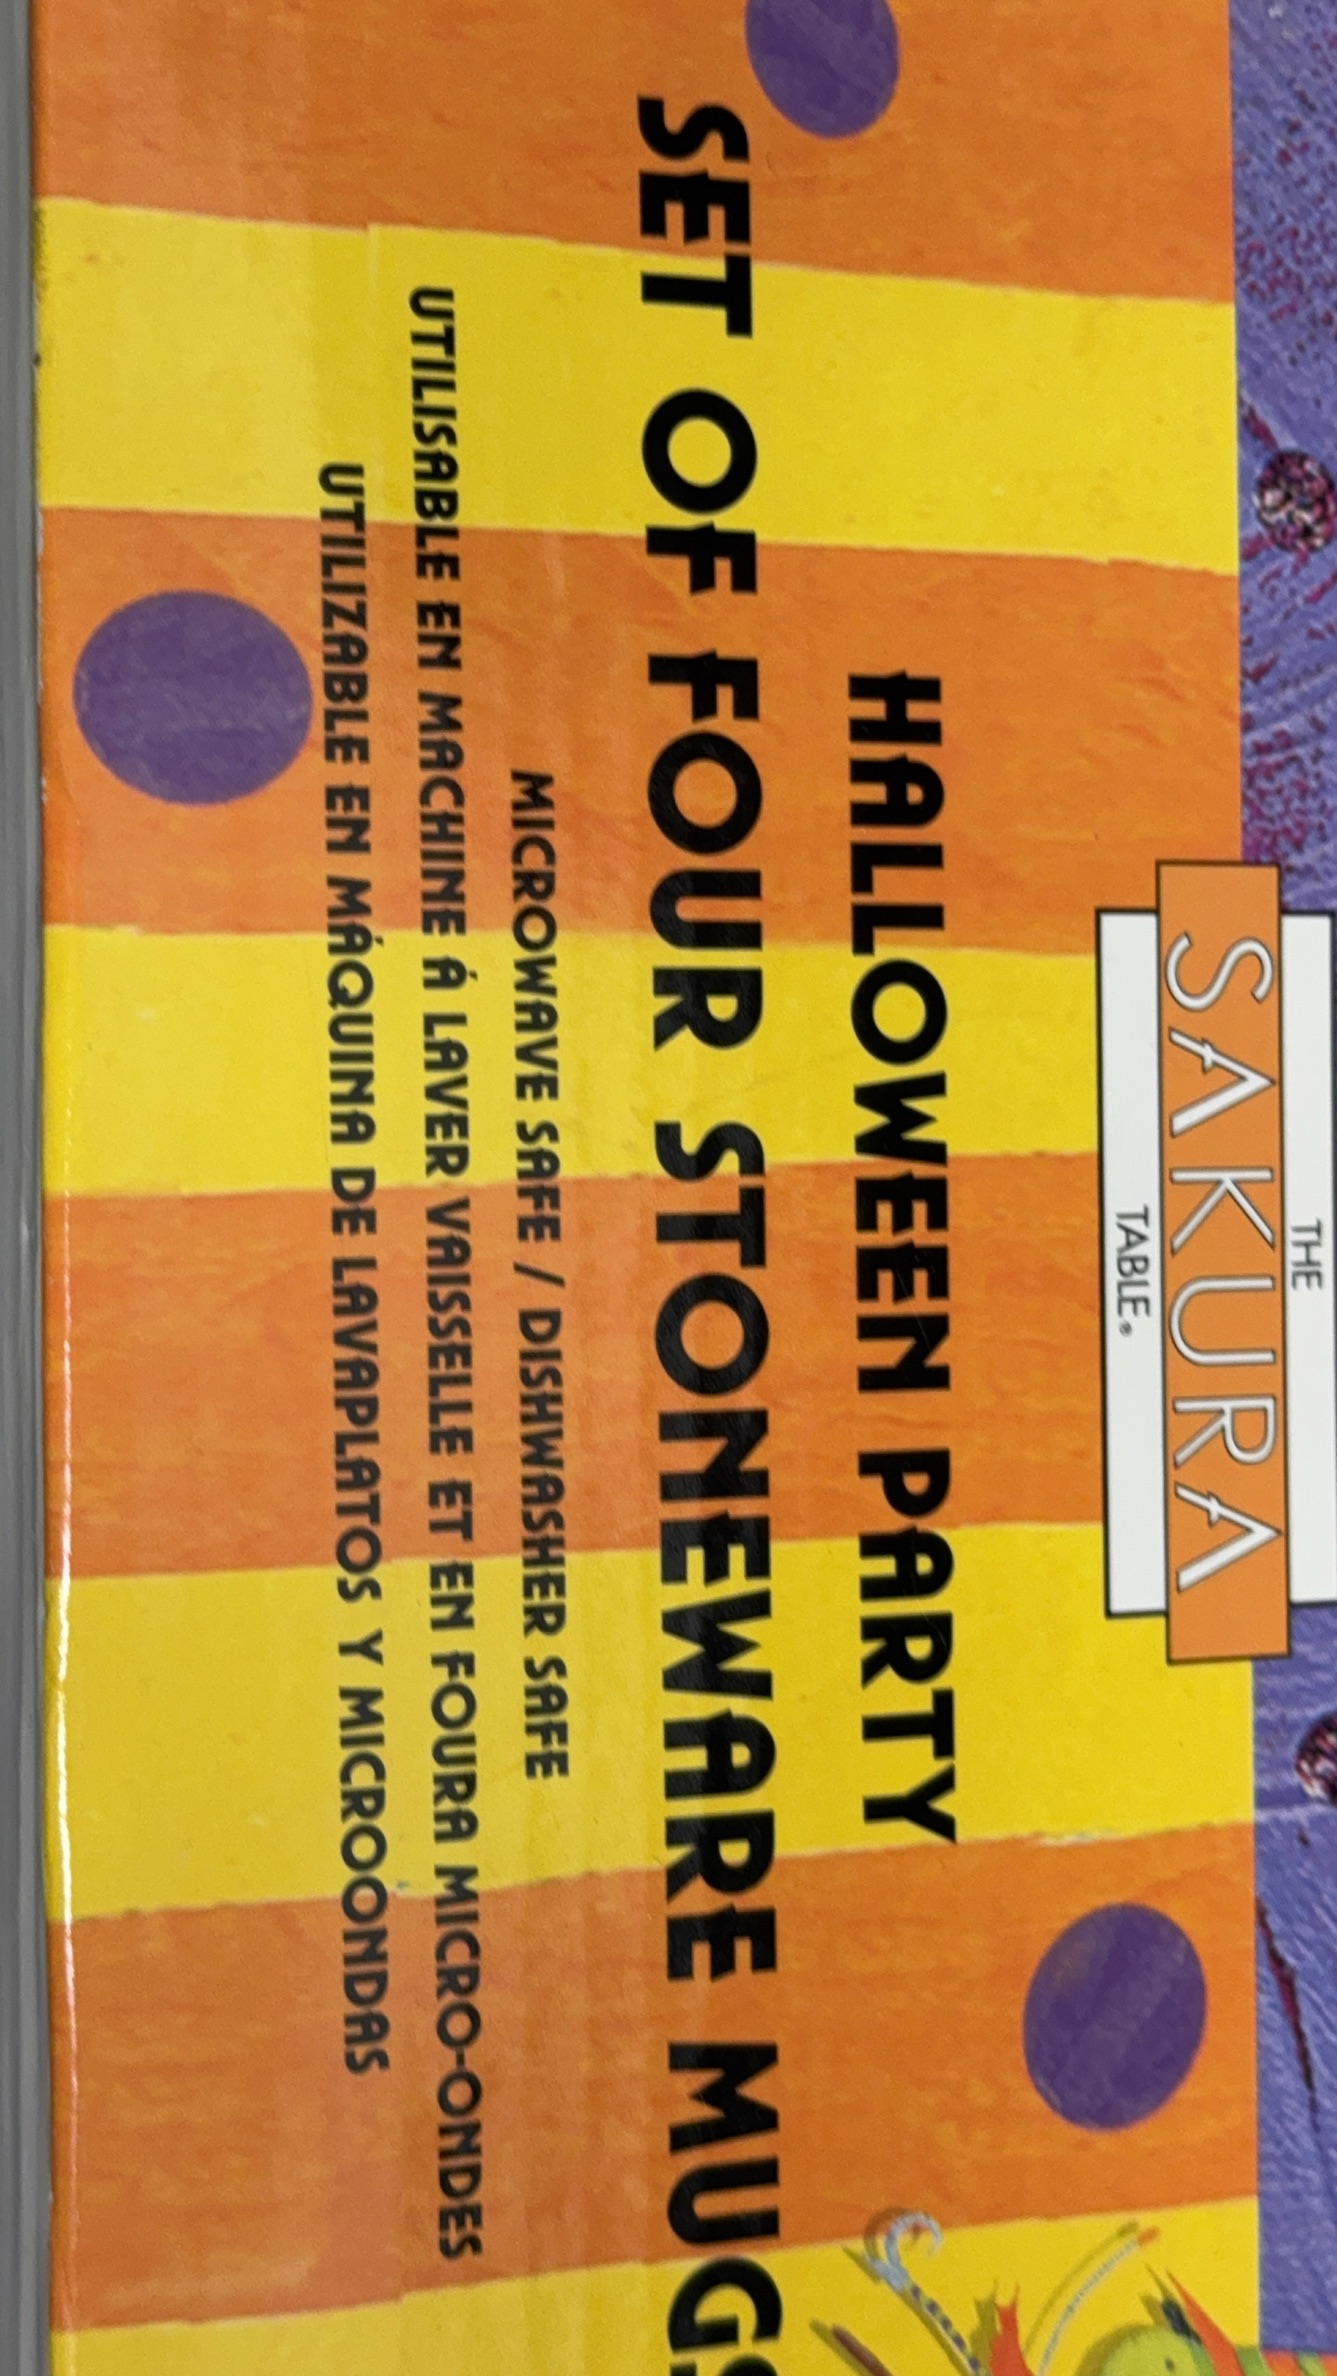 THE
SAKURA
TABLE®
HALLOWEEN PARTY
SET OF FOUR STONEWARE MUGS
MICROWAVE SAFE / DISHWASHER SAFE
UTILISABLE EN MACHINE Á LAVER VAISSELLE ET EN FOURA MICRO-ONDES
UTILIZABLE EN MÁQUINA DE LAVAPLATOS Y MICROONDAS